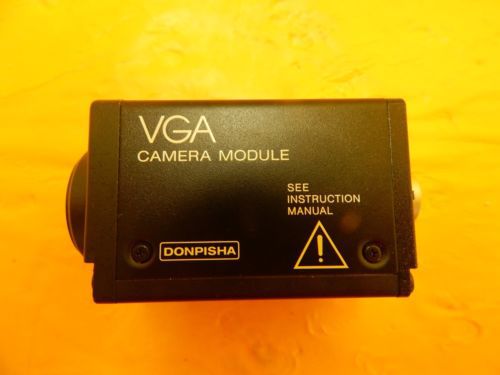 VGA
CAMERA MODULE
SEE
INSTRUCTION
MANUAL
DONPISHA
!